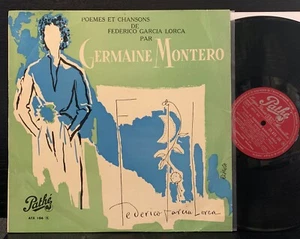 POEMES ET CHANSONS
DE
FEDERICO GARCIA LORCA
PAR
GERMAINE MONTERO
Federico García Lorca
Pathé
Pathé